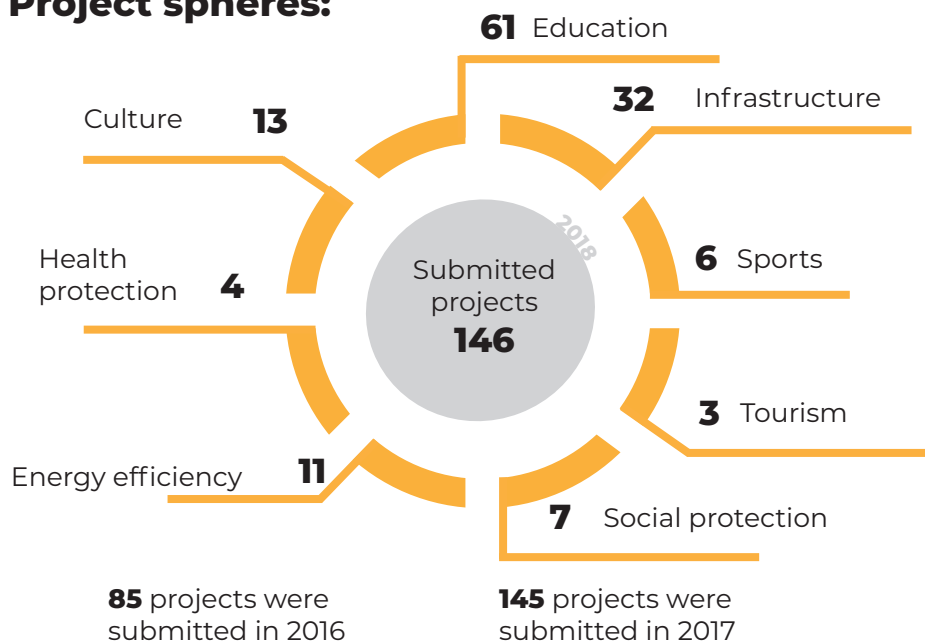 Project spheres:
61 Education
32 Infrastructure
Culture 13
Health
protection 4
2018
Submitted
projects
146
6 Sports
3 Tourism
Energy efficiency 11
7 Social protection
85 projects were
submitted in 2016
145 projects were
submitted in 2017